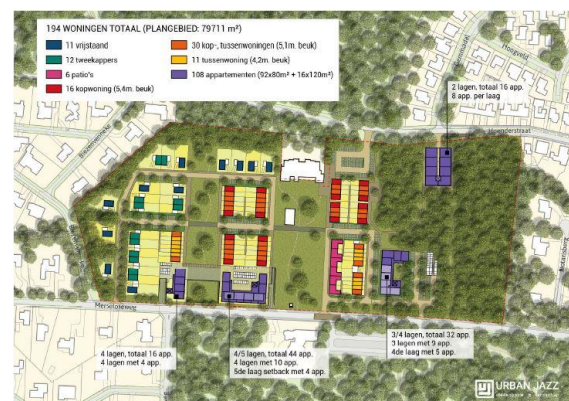 194 WONINGEN TOTAAL (PLANGEBIED: 79711 m²)
11 vrijstaand
12 tweekappers
6 patio's
16 kopwoning (5,4m. beuk)
30 kop-, tussenwoningen (5,1m. beuk)
11 tussenwoning (4,2m. beuk)
108 appartementen (92x80m² + 16x120m²)
2 lagen, totaal 16 app.
8 app. per laag
Hoogveld
4 lagen, totaal 16 app.
4 lagen met 4 app.
4/5 lagen, totaal 44 app.
4 lagen met 10 app.
5de laag setback met 4 app.
3/4 lagen, totaal 32 app.
3 lagen met 9 app.
4de laag met 5 app.
URBAN JAZZ